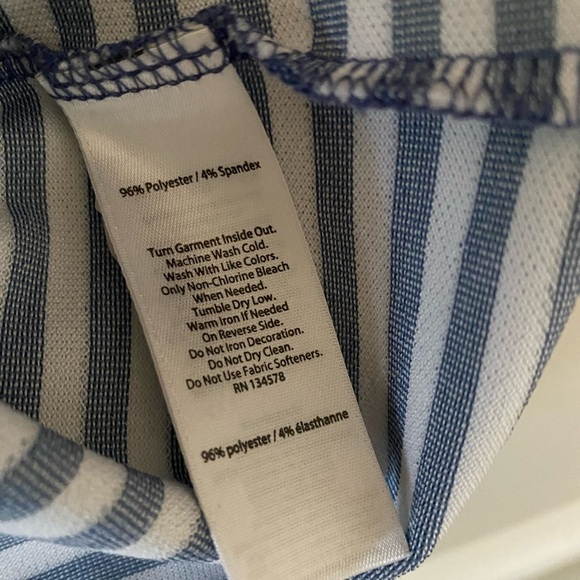 96% Polyester / 4% Spandex
Turn Garment Inside Out.
Machine Wash Cold.
Wash With Like Colors.
Only Non-Chlorine Bleach
When Needed.
Tumble Dry Low.
Warm Iron If Needed
On Reverse Side.
Do Not Iron Decoration.
Do Not Dry Clean.
Do Not Use Fabric Softeners.
RN 134578
96% polyester / 4% élasthanne